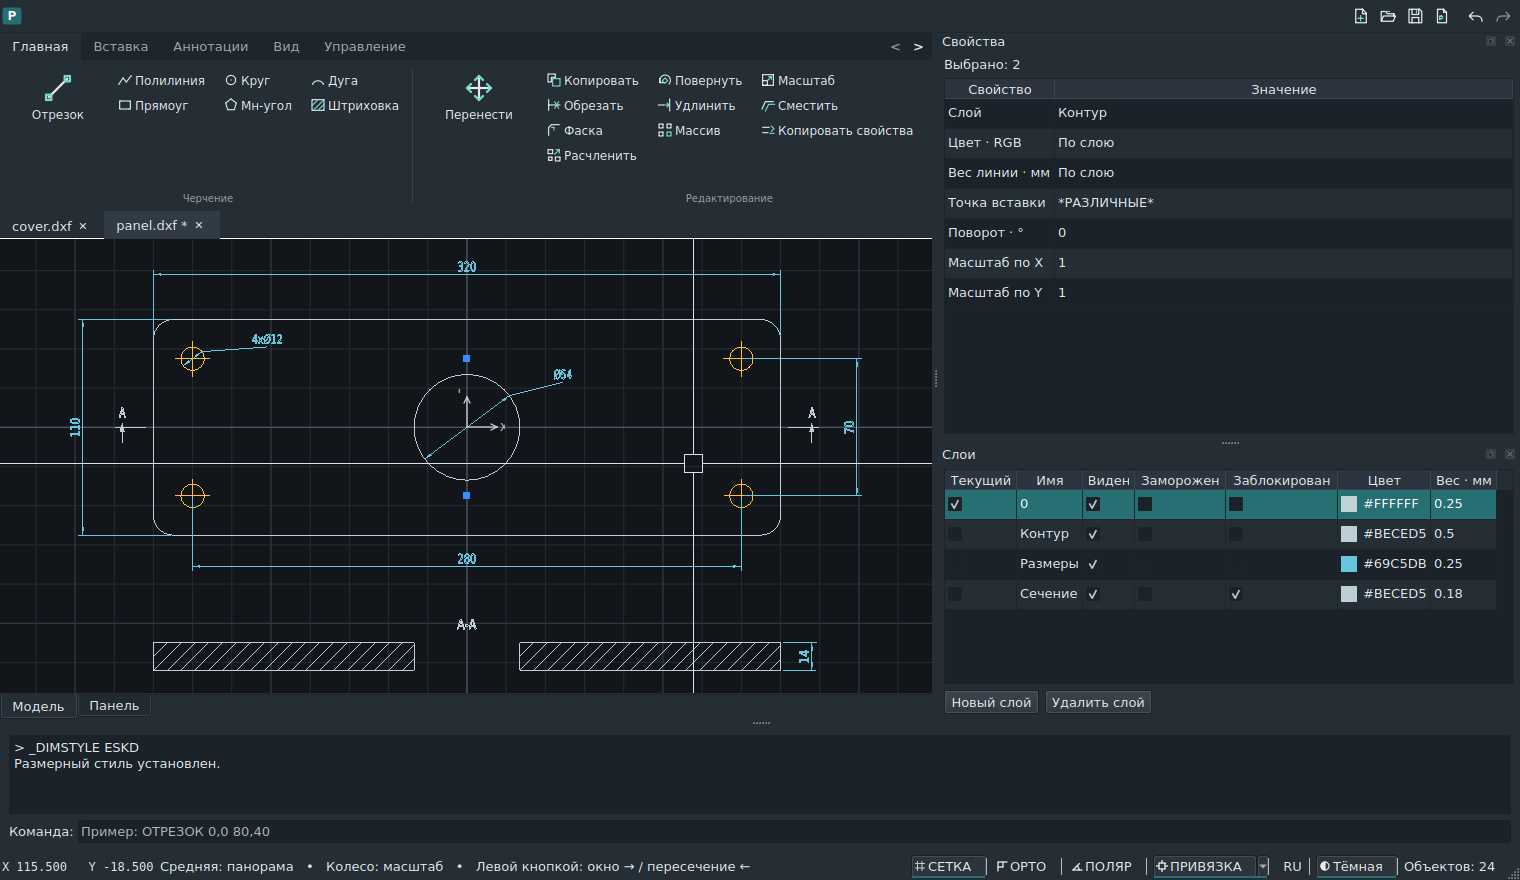 P
Главная Вставка Аннотации Вид Управление < >
Отрезок
Полилиния Круг Дуга
Прямоуг Мн-угол Штриховка
Черчение
Перенести
Копировать Повернуть Масштаб
Обрезать Удлинить Сместить
Фаска Массив Копировать свойства
Расчленить
Редактирование
cover.dxf × panel.dxf * ×
320
4xØ12
Ø54
110
A A
70
X
280
A-A
14
Модель Панель
Свойства
Выбрано: 2
Свойство Значение
Слой Контур
Цвет · RGB По слою
Вес линии · мм По слою
Точка вставки *РАЗЛИЧНЫЕ*
Поворот · ° 0
Масштаб по X 1
Масштаб по Y 1
Слои
Текущий Имя Виден Заморожен Заблокирован Цвет Вес · мм
0 #FFFFFF 0.25
Контур #BECED5 0.5
Размеры #69C5DB 0.25
Сечение #BECED5 0.18
Новый слой Удалить слой
> _DIMSTYLE ESKD
Размерный стиль установлен.
Команда: Пример: ОТРЕЗОК 0,0 80,40
X 115.500 Y -18.500 Средняя: панорама • Колесо: масштаб • Левой кнопкой: окно → / пересечение ← СЕТКА ОРТО ПОЛЯР ПРИВЯЗКА RU Тёмная Объектов: 24